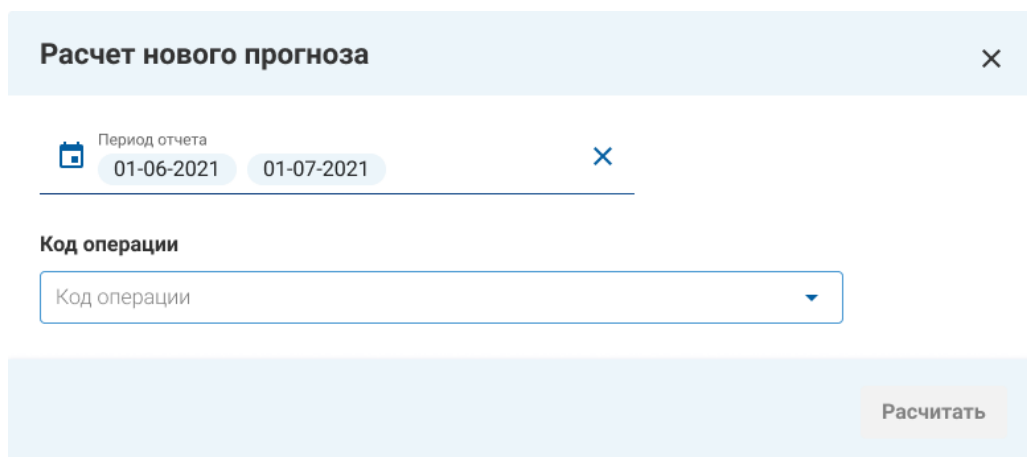 Расчет нового прогноза
Период отчета
01-06-2021 01-07-2021
Код операции
Код операции
Расчитать